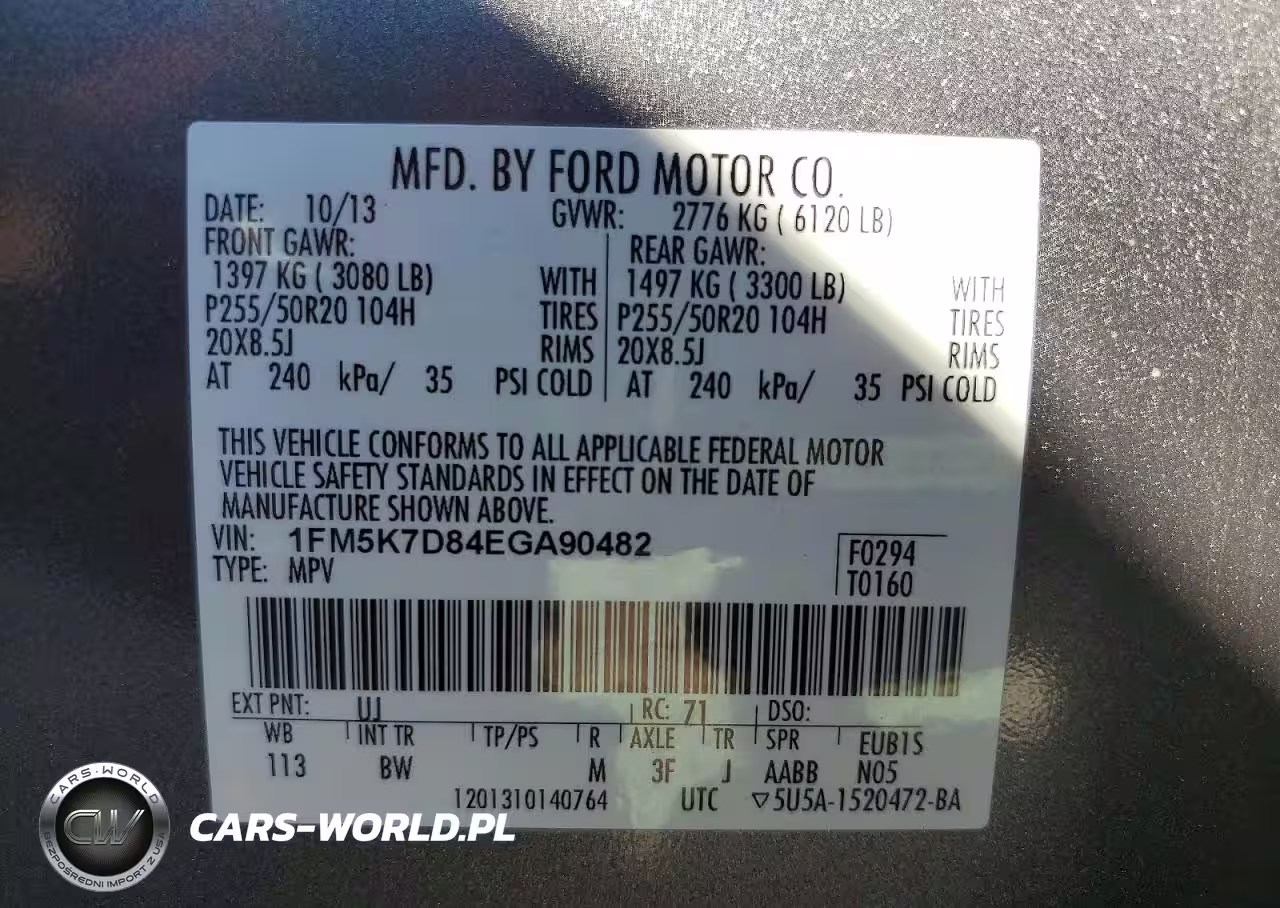 MFD. BY FORD MOTOR CO.
DATE: 10/13 GVWR: 2776 KG ( 6120 LB)
FRONT GAWR: REAR GAWR:
1397 KG ( 3080 LB) WITH 1497 KG ( 3300 LB) WITH
P255/50R20 104H TIRES P255/50R20 104H TIRES
20X8.5J RIMS 20X8.5J RIMS
AT 240 kPa/ 35 PSI COLD AT 240 kPa/ 35 PSI COLD
THIS VEHICLE CONFORMS TO ALL APPLICABLE FEDERAL MOTOR
VEHICLE SAFETY STANDARDS IN EFFECT ON THE DATE OF
MANUFACTURE SHOWN ABOVE.
VIN: 1FM5K7D84EGA90482 F0294
TYPE: MPV T0160
EXT PNT: UJ RC: 71 DSO:
WB INT TR TP/PS R AXLE TR SPR EUB1S
113 BW M 3F J AABB N05
1201310140764 UTC ▽5U5A-1520472-BA
CARS-WORLD
CW
BEZPOŚREDNI IMPORT Z USA
CARS-WORLD.PL